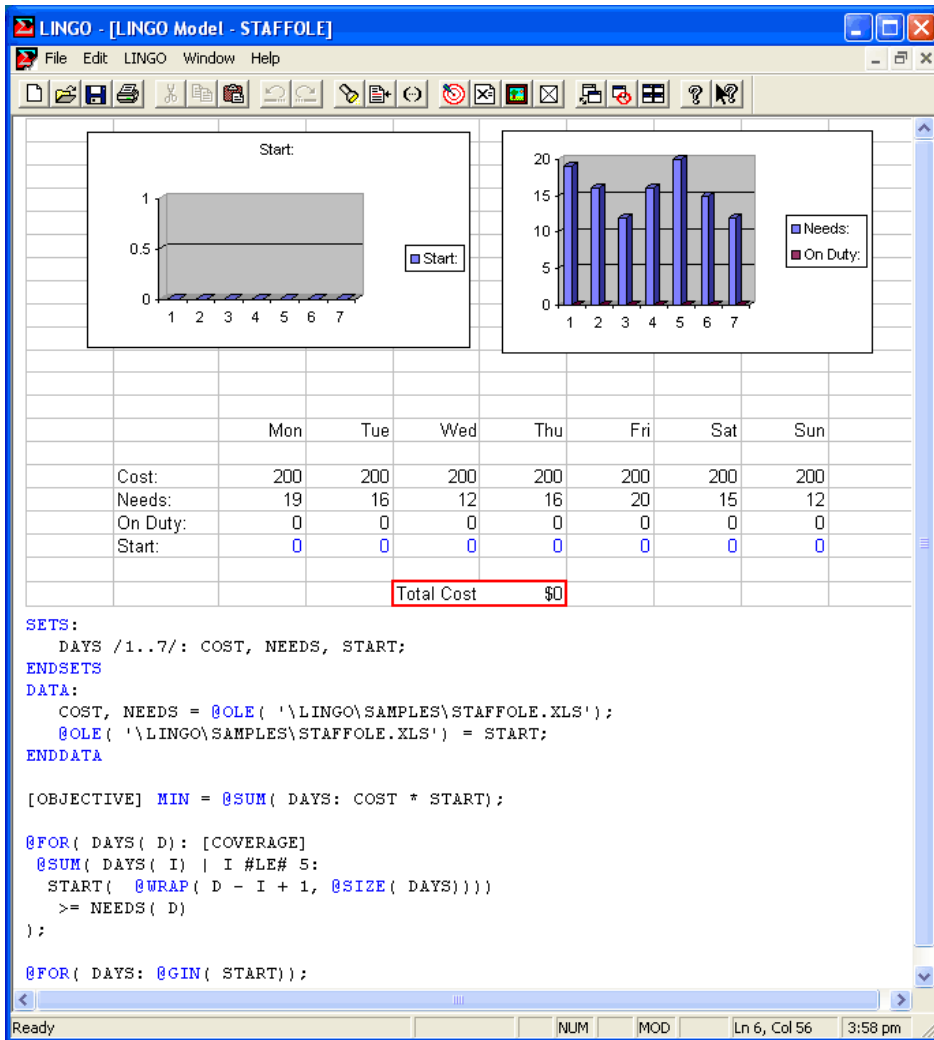 LINGO - [LINGO Model - STAFFOLE]
File Edit LINGO Window Help
Start:
1
0.5
0
1 2 3 4 5 6 7
Start:
20
15
10
5
0
1 2 3 4 5 6 7
Needs:
On Duty:
Mon Tue Wed Thu Fri Sat Sun
Cost: 200 200 200 200 200 200 200
Needs: 19 16 12 16 20 15 12
On Duty: 0 0 0 0 0 0 0
Start: 0 0 0 0 0 0 0
Total Cost $0
SETS:
DAYS /1..7/: COST, NEEDS, START;
ENDSETS
DATA:
COST, NEEDS = @OLE( '\LINGO\SAMPLES\STAFFOLE.XLS');
@OLE( '\LINGO\SAMPLES\STAFFOLE.XLS') = START;
ENDDATA
[OBJECTIVE] MIN = @SUM( DAYS: COST * START);
@FOR( DAYS( D): [COVERAGE]
@SUM( DAYS( I) | I #LE# 5:
START( @WRAP( D - I + 1, @SIZE( DAYS))))
>= NEEDS( D)
);
@FOR( DAYS: @GIN( START));
Ready NUM MOD Ln 6, Col 56 3:58 pm